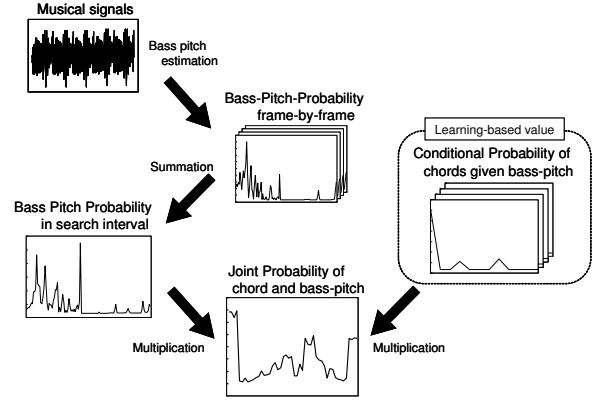 Musical signals
Bass pitch
estimation
Bass-Pitch-Probability
frame-by-frame
Learning-based value
Conditional Probability of
chords given bass-pitch
Summation
Bass Pitch Probability
in search interval
Joint Probability of
chord and bass-pitch
Multiplication
Multiplication